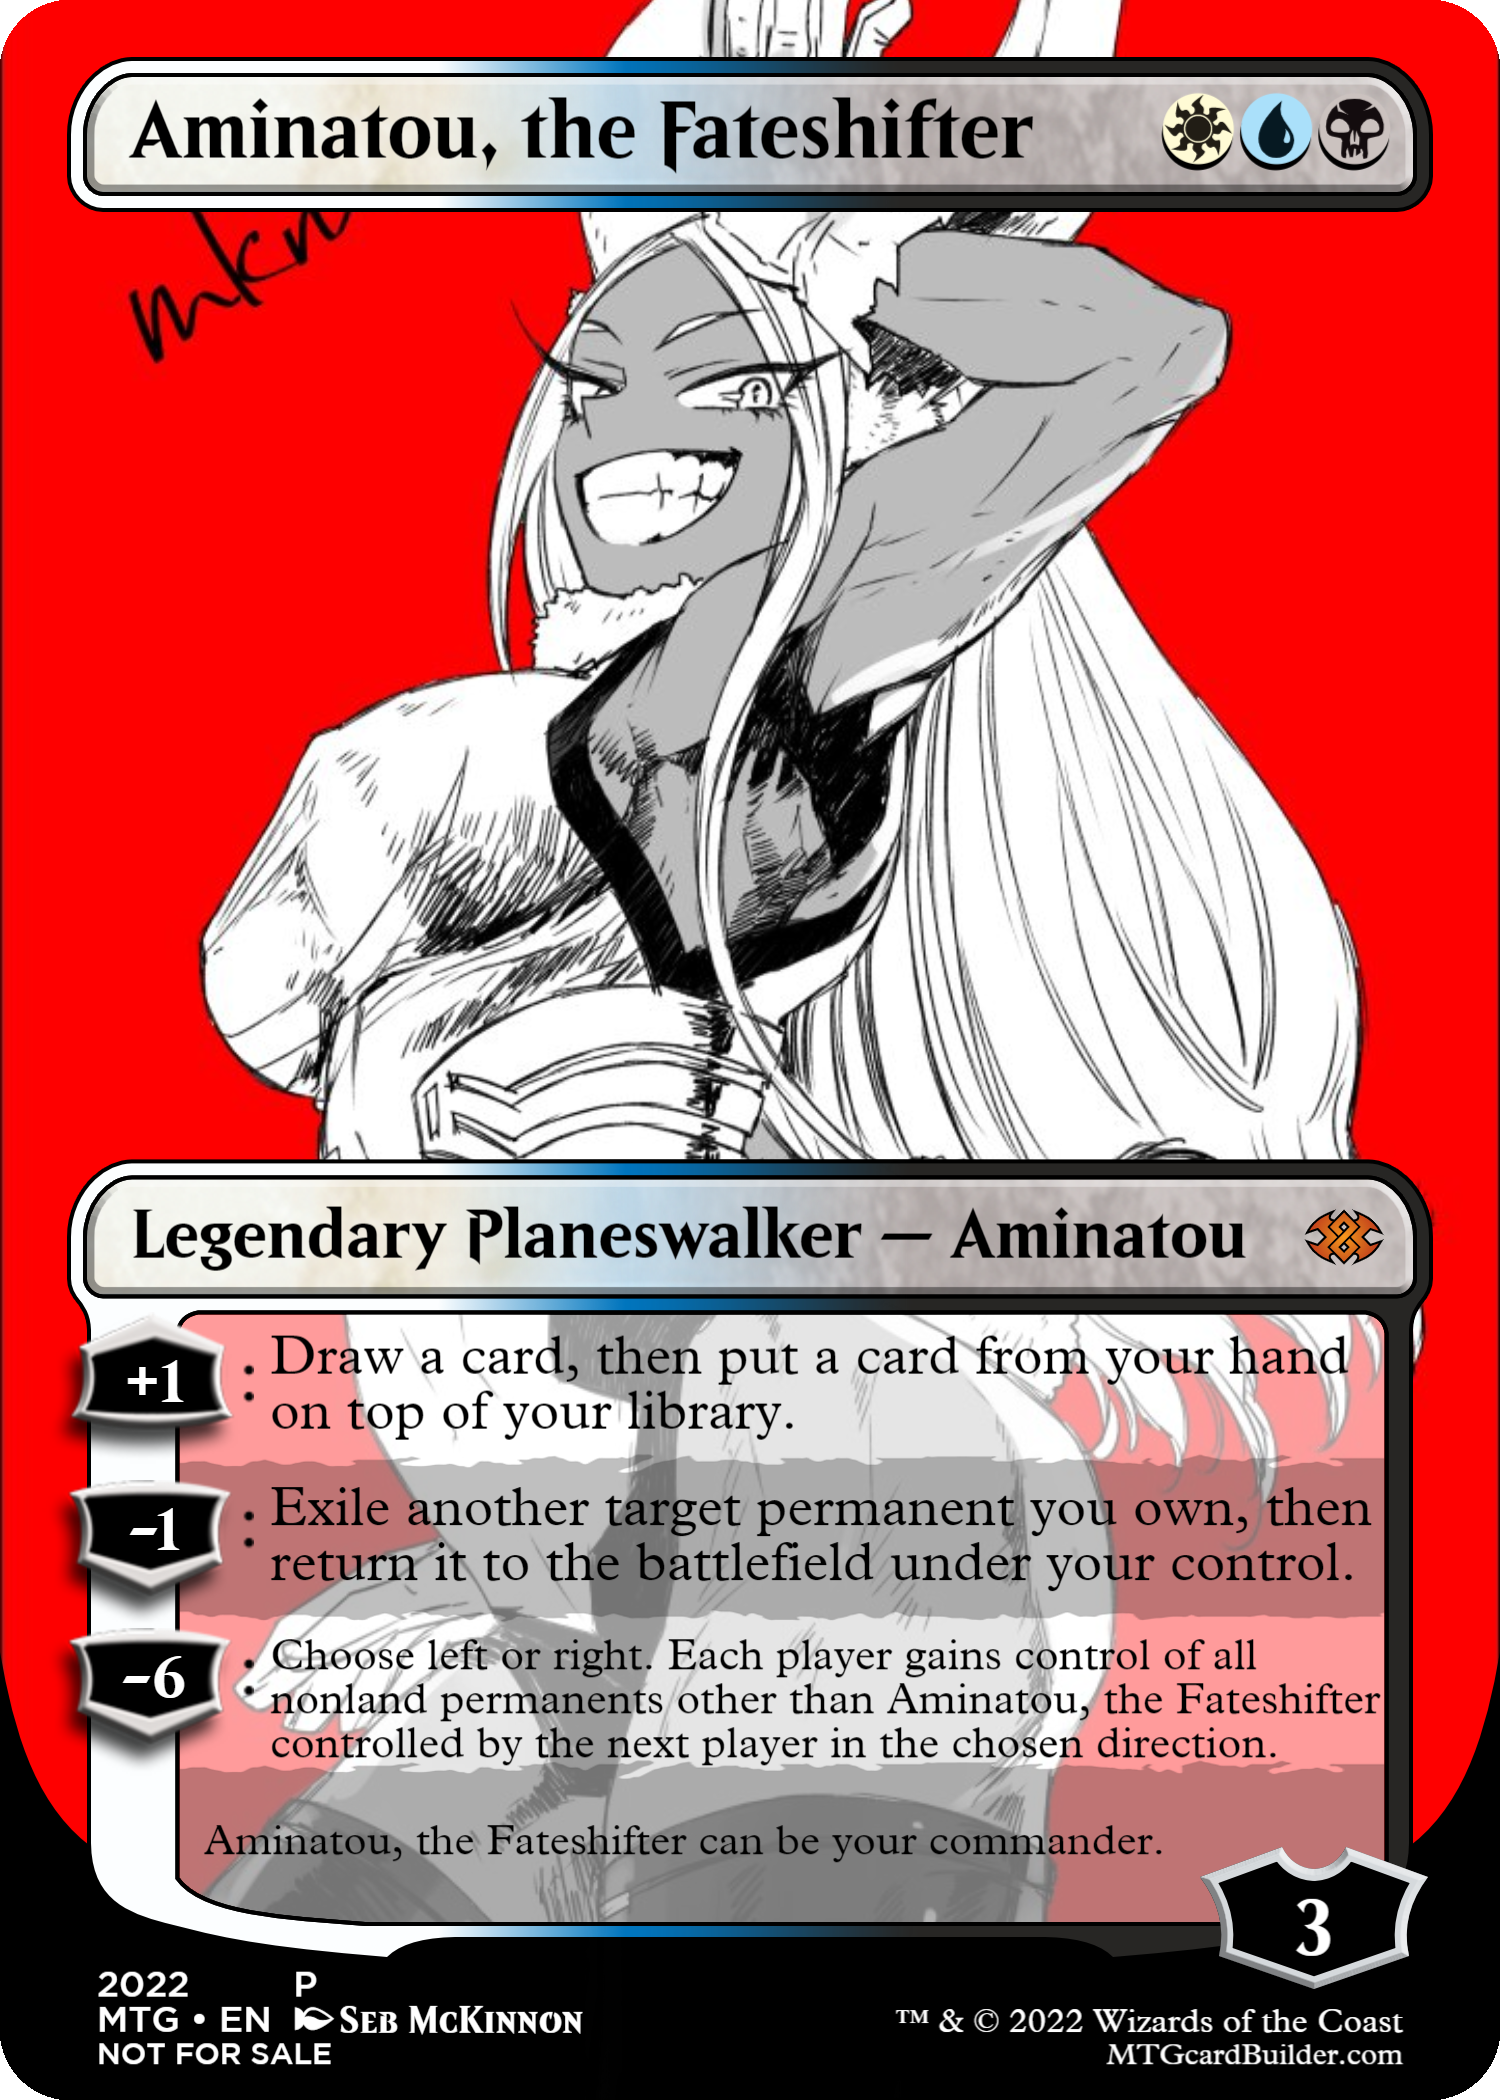 Aminatou, the Fateshifter
Legendary Planeswalker — Aminatou
+1 : Draw a card, then put a card from your hand
on top of your library.
-1 : Exile another target permanent you own, then
return it to the battlefield under your control.
-6 : Choose left or right. Each player gains control of all
nonland permanents other than Aminatou, the Fateshifter
controlled by the next player in the chosen direction.
Aminatou, the Fateshifter can be your commander.
3
2022 P
MTG • EN SEB MCKINNON
NOT FOR SALE
™ & © 2022 Wizards of the Coast
MTGcardBuilder.com